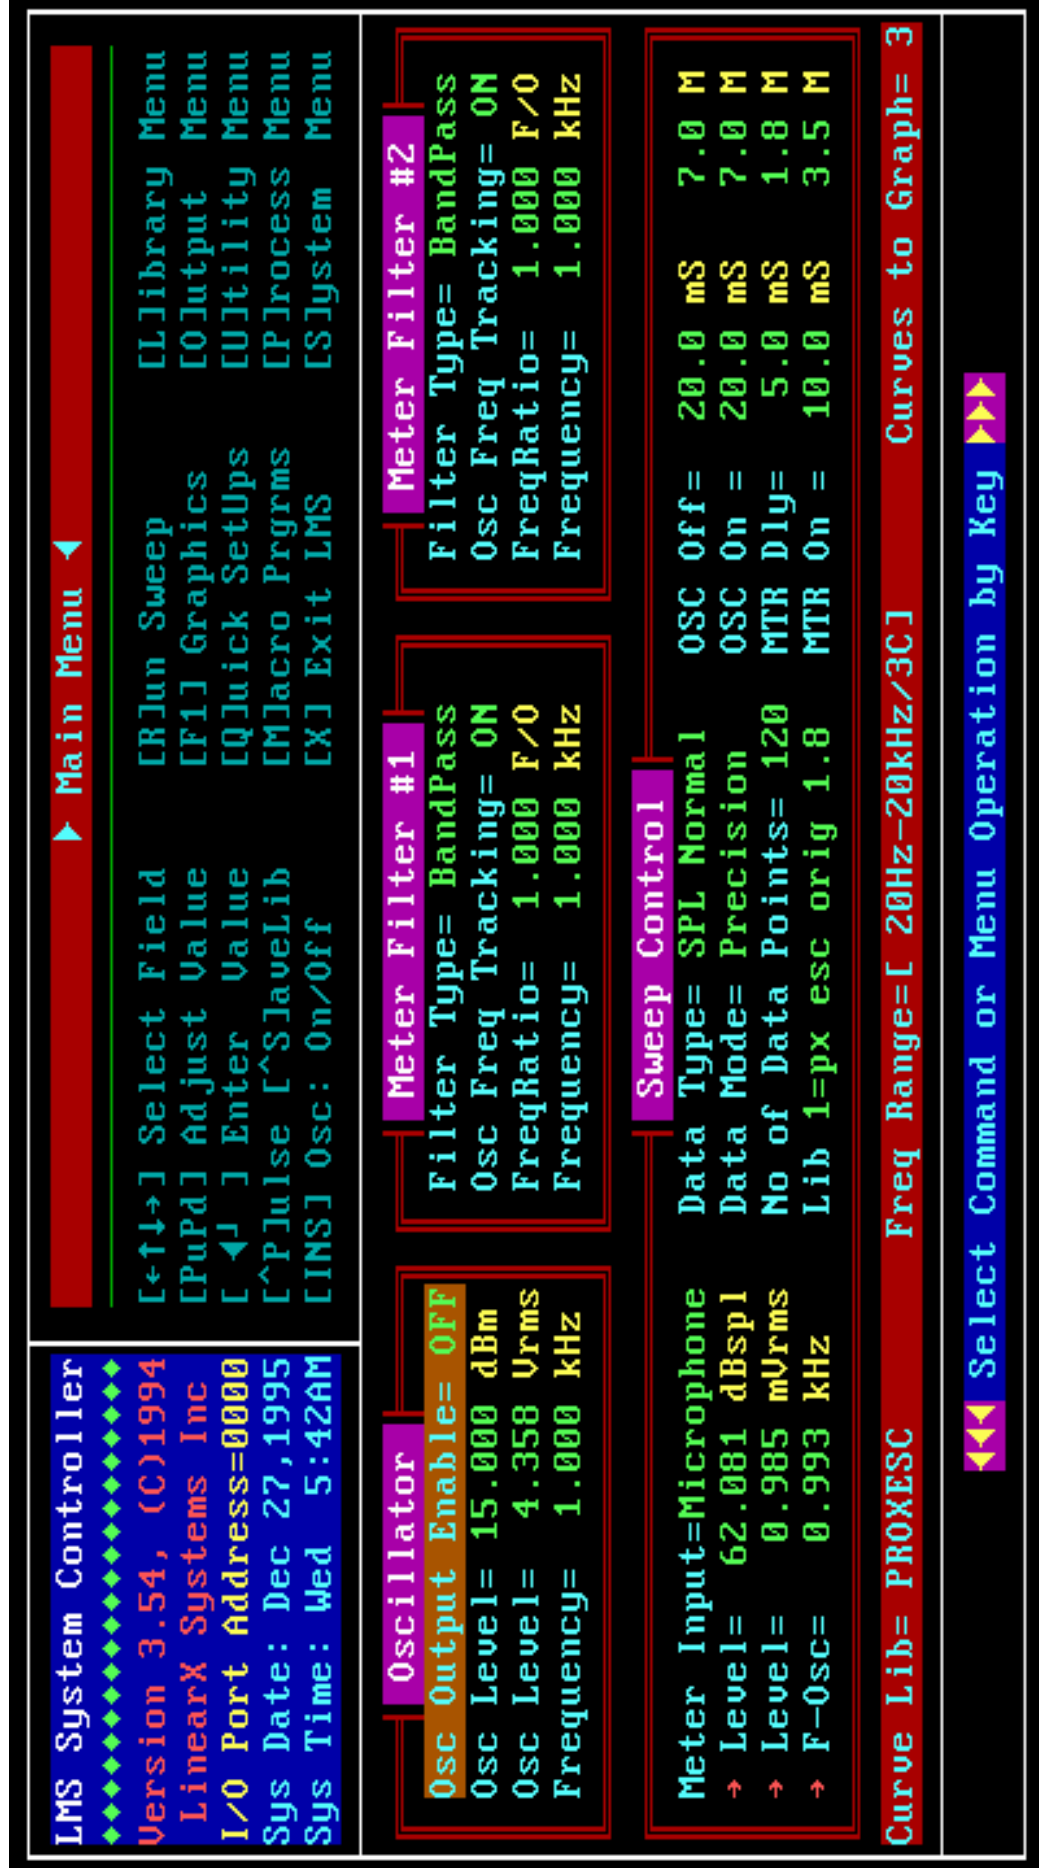 LMS System Controller
Version 3.54, (C)1994
LinearX Systems Inc
I/O Port Address=0000
Sys Date: Dec 27,1995
Sys Time: Wed 5:42AM
Main Menu
[←↑↓→] Select Field [R]un Sweep [L]ibrary Menu
[PuPd] Adjust Value [F1] Graphics [O]utput Menu
[ ◄┘ ] Enter Value [Q]uick SetUps [U]tility Menu
[^P]ulse [^S]aveLib [M]acro Prgrms [P]rocess Menu
[INS] Osc: On/Off [X] Exit LMS [S]ystem Menu
Oscillator
Osc Output Enable= OFF
Osc Level= 15.000 dBm
Osc Level= 4.358 Vrms
Frequency= 1.000 kHz
Meter Filter #1
Filter Type= BandPass
Osc Freq Tracking= ON
FreqRatio= 1.000 F/O
Frequency= 1.000 kHz
Meter Filter #2
Filter Type= BandPass
Osc Freq Tracking= ON
FreqRatio= 1.000 F/O
Frequency= 1.000 kHz
Sweep Control
Meter Input=Microphone Data Type= SPL Normal OSC Off= 20.0 mS 7.0 M
→ Level= 62.081 dBspl Data Mode= Precision OSC On = 20.0 mS 7.0 M
→ Level= 0.985 mVrms No of Data Points= 120 MTR Dly= 5.0 mS 1.8 M
→ F-Osc= 0.993 kHz Lib 1=px esc orig 1.8 MTR On = 10.0 mS 3.5 M
Curve Lib= PROXESC Freq Range=[ 20Hz-20kHz/3C] Curves to Graph= 3
Select Command or Menu Operation by Key